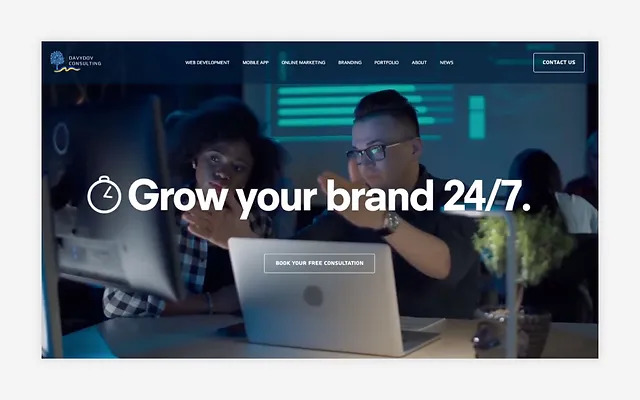 DAVYDOV
CONSULTING
WEB DEVELOPMENT
MOBILE APP
ONLINE MARKETING
BRANDING
PORTFOLIO
ABOUT
NEWS
CONTACT US
Grow your brand 24/7.
BOOK YOUR FREE CONSULTATION